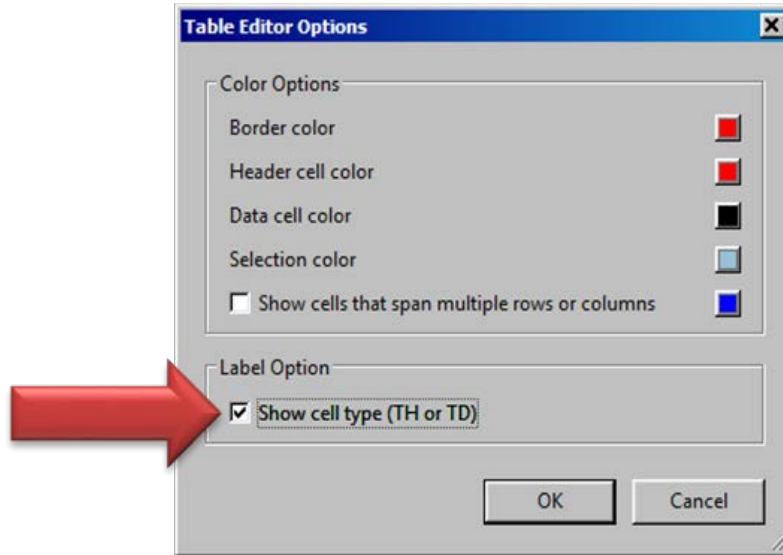 Table Editor Options
Color Options
Border color
Header cell color
Data cell color
Selection color
Show cells that span multiple rows or columns
Label Option
Show cell type (TH or TD)
OK
Cancel